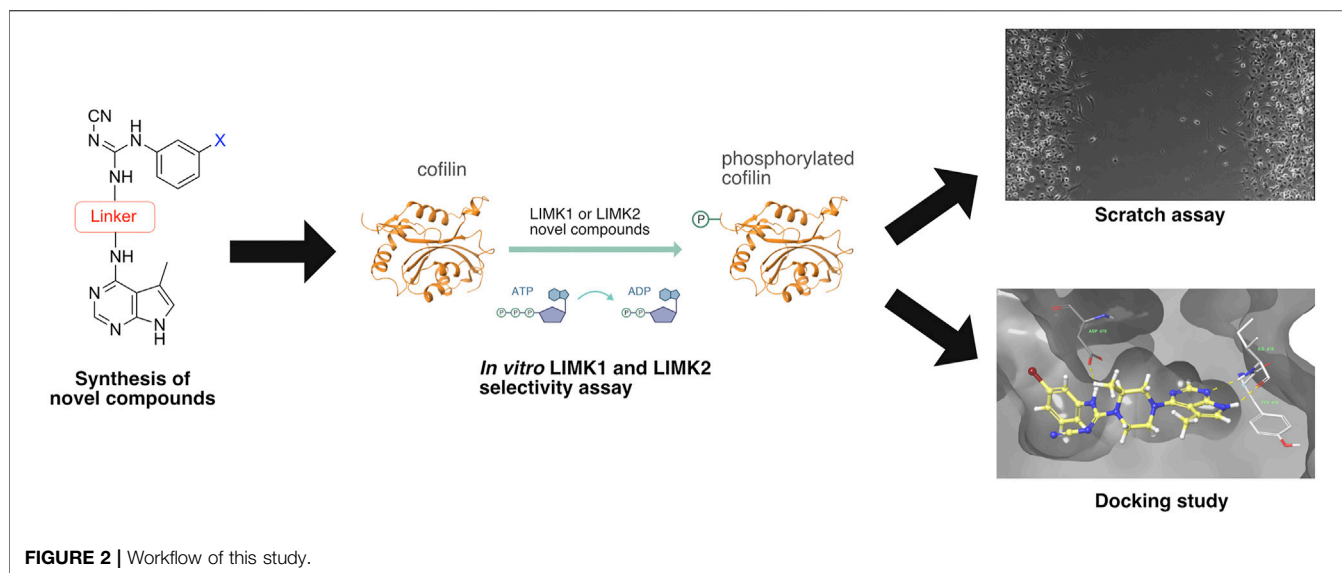 CN
N
H
N
X
NH
Linker
NH
N
N
N
H
Synthesis of
novel compounds
cofilin
LIMK1 or LIMK2
novel compounds
ATP
P P P
ADP
P P
phosphorylated
cofilin
P
In vitro LIMK1 and LIMK2
selectivity assay
Scratch assay
Docking study
FIGURE 2 | Workflow of this study.